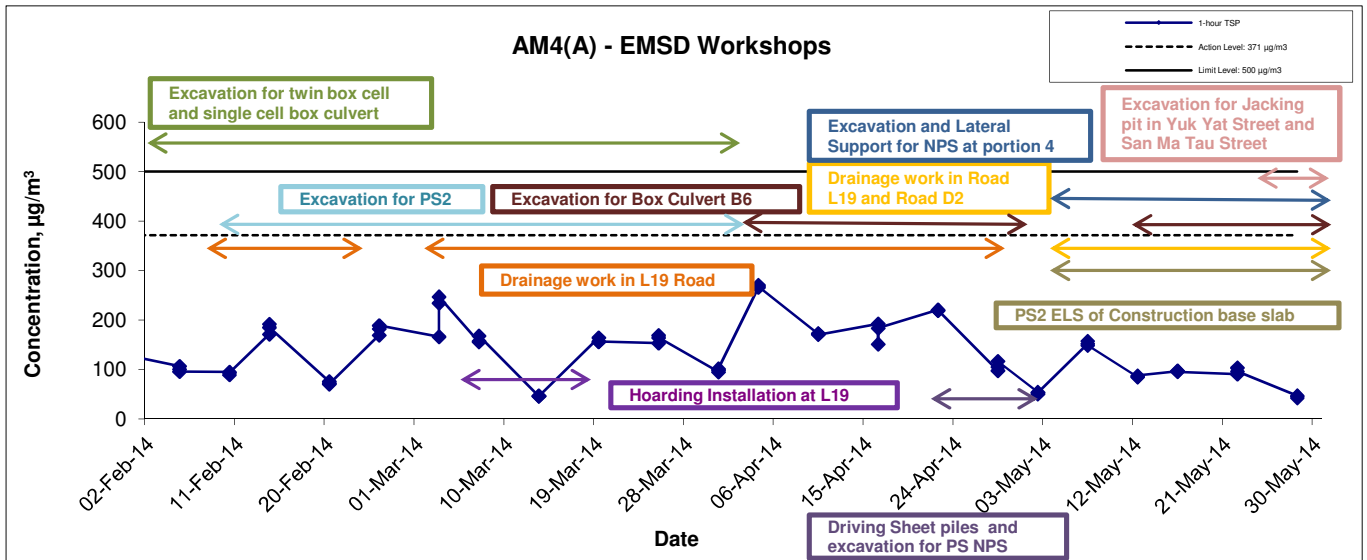 AM4(A) - EMSD Workshops
1-hour TSP
Action Level: 371 µg/m3
Limit Level: 500 µg/m3
Excavation for twin box cell
and single cell box culvert
Excavation and Lateral
Support for NPS at portion 4
Excavation for Jacking
pit in Yuk Yat Street and
San Ma Tau Street
Excavation for PS2
Excavation for Box Culvert B6
Drainage work in Road
L19 and Road D2
Drainage work in L19 Road
PS2 ELS of Construction base slab
Hoarding Installation at L19
Driving Sheet piles and
excavation for PS NPS
Concentration, µg/m³
600
500
400
300
200
100
0
02-Feb-14
11-Feb-14
20-Feb-14
01-Mar-14
10-Mar-14
19-Mar-14
28-Mar-14
06-Apr-14
15-Apr-14
24-Apr-14
03-May-14
12-May-14
21-May-14
30-May-14
Date